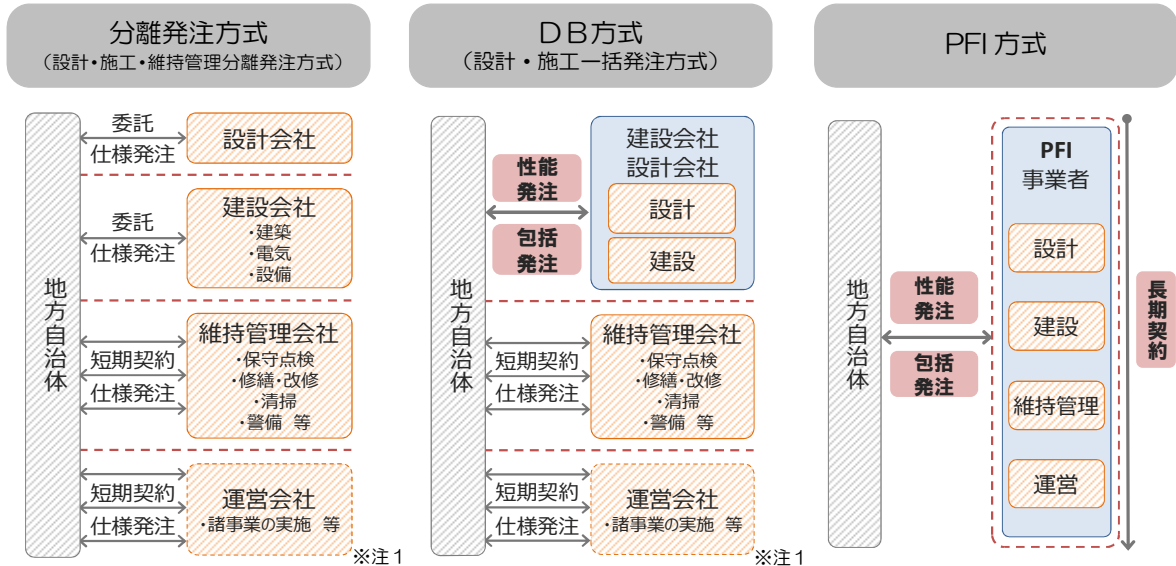 分離発注方式
（設計・施工・維持管理分離発注方式）
地方自治体
委託
仕様発注
設計会社
委託
仕様発注
建設会社
・建築
・電気
・設備
短期契約
仕様発注
維持管理会社
・保守点検
・修繕・改修
・清掃
・警備 等
短期契約
仕様発注
運営会社
・諸事業の実施 等
※注１
ＤＢ方式
（設計・施工一括発注方式）
地方自治体
性能
発注
包括
発注
建設会社
設計会社
設計
建設
短期契約
仕様発注
維持管理会社
・保守点検
・修繕・改修
・清掃
・警備 等
短期契約
仕様発注
運営会社
・諸事業の実施 等
※注１
PFI 方式
地方自治体
性能
発注
包括
発注
PFI
事業者
設計
建設
維持管理
運営
長期契約